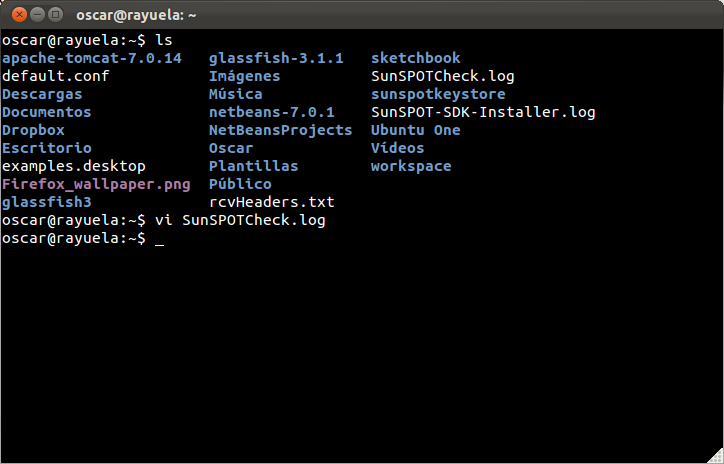 oscar@rayuela: ~
oscar@rayuela:~$ ls
apache-tomcat-7.0.14   glassfish-3.1.1   sketchbook
default.conf           Imágenes          SunSPOTCheck.log
Descargas              Música            sunspotkeystore
Documentos             netbeans-7.0.1    SunSPOT-SDK-Installer.log
Dropbox                NetBeansProjects  Ubuntu One
Escritorio             Oscar             Vídeos
examples.desktop       Plantillas        workspace
Firefox_wallpaper.png  Público
glassfish3             rcvHeaders.txt
oscar@rayuela:~$ vi SunSPOTCheck.log
oscar@rayuela:~$ _